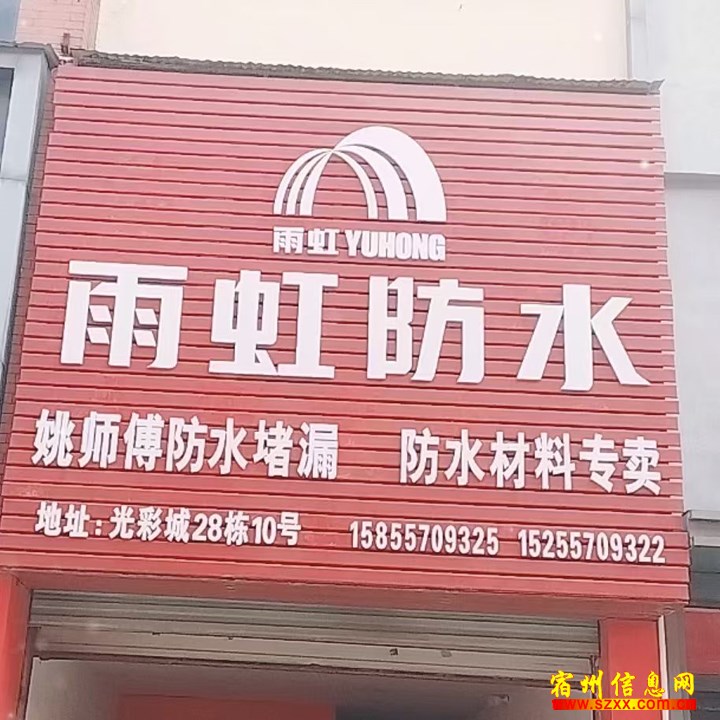 雨虹 YUHONG
雨虹防水
姚师傅防水堵漏 防水材料专卖
地址:光彩城28栋10号 15855709325 15255709322
宿州信息网
www.szxx.com.cn